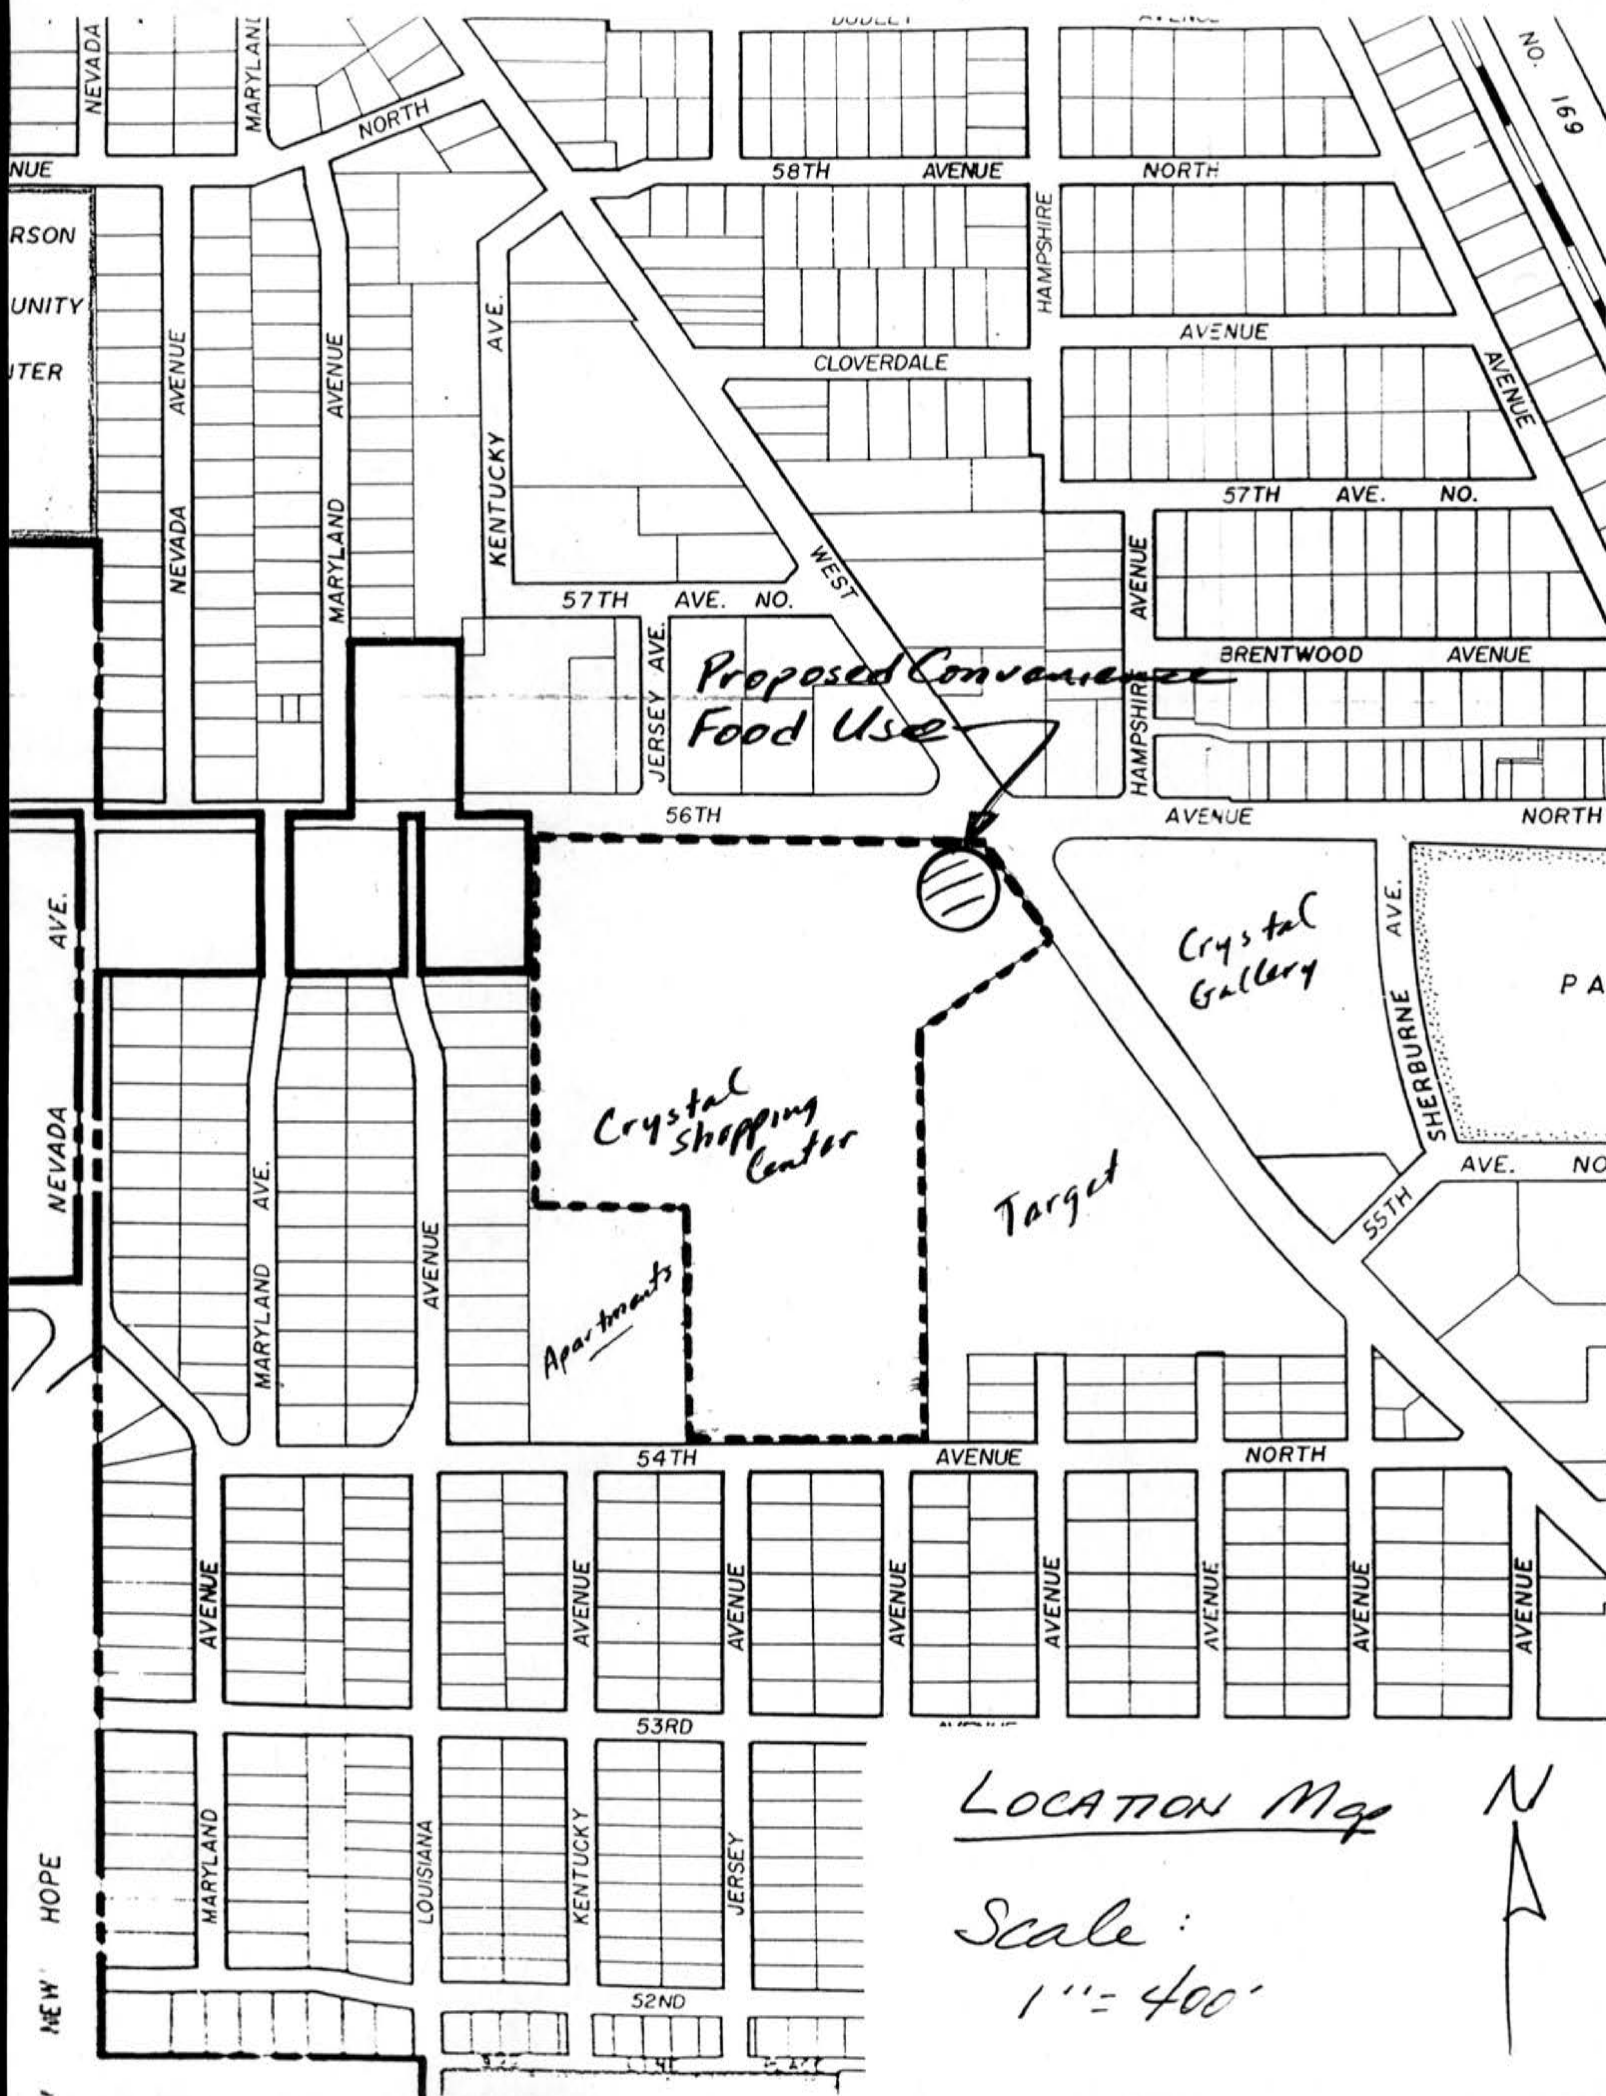 NEVADA
MARYLAND
NORTH
AVENUE
NO. 169
NUE
58TH AVENUE NORTH
RSON
UNITY
NTER
HAMPSHIRE
NEVADA AVENUE
MARYLAND AVENUE
KENTUCKY AVE.
AVENUE
CLOVERDALE
AVENUE
57TH AVE. NO.
WEST
AVENUE
57TH AVE. NO.
JERSEY AVE.
HAMPSHIRE
BRENTWOOD AVENUE
Proposed Convenience
Food Use
56TH AVENUE NORTH
NEVADA AVE.
Crystal
Gallery
SHERBURNE AVE.
PA
Crystal
Shopping
Center
Target
Apartments
MARYLAND AVE.
AVENUE
55TH AVE. NO
54TH AVENUE NORTH
AVENUE
AVENUE
AVENUE
AVENUE
AVENUE
AVENUE
AVENUE
AVENUE
53RD
AVENUE
MARYLAND
LOUISIANA
KENTUCKY
JERSEY
NEW HOPE
52ND
LOCATION Map
N
Scale :
1"= 400'